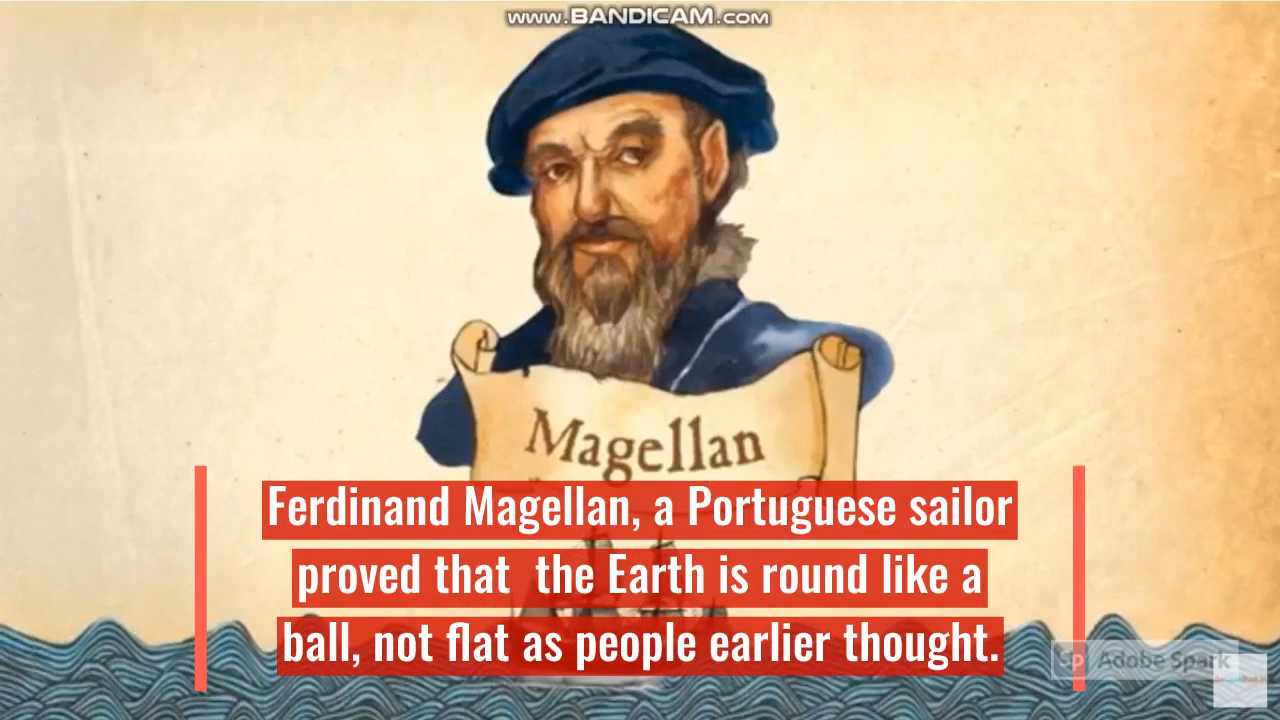 www.BANDICAM.com
Magellan
Ferdinand Magellan, a Portuguese sailor
proved that  the Earth is round like a
ball, not flat as people earlier thought.
Sp Adobe Spark